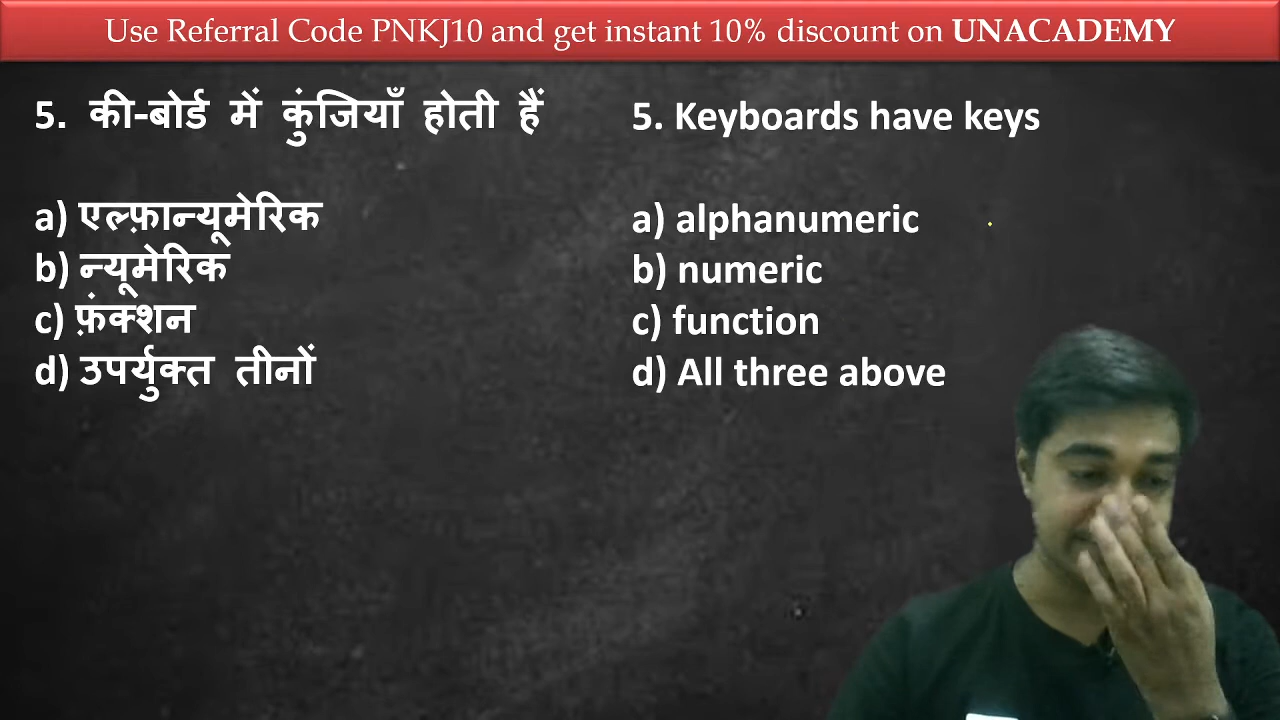 Use Referral Code PNKJ10 and get instant 10% discount on UNACADEMY
5. की-बोर्ड में कुंजियाँ होती हैं
a) एल्फ़ान्यूमेरिक
b) न्यूमेरिक
c) फ़ंक्शन
d) उपर्युक्त तीनों
5. Keyboards have keys
a) alphanumeric
b) numeric
c) function
d) All three above